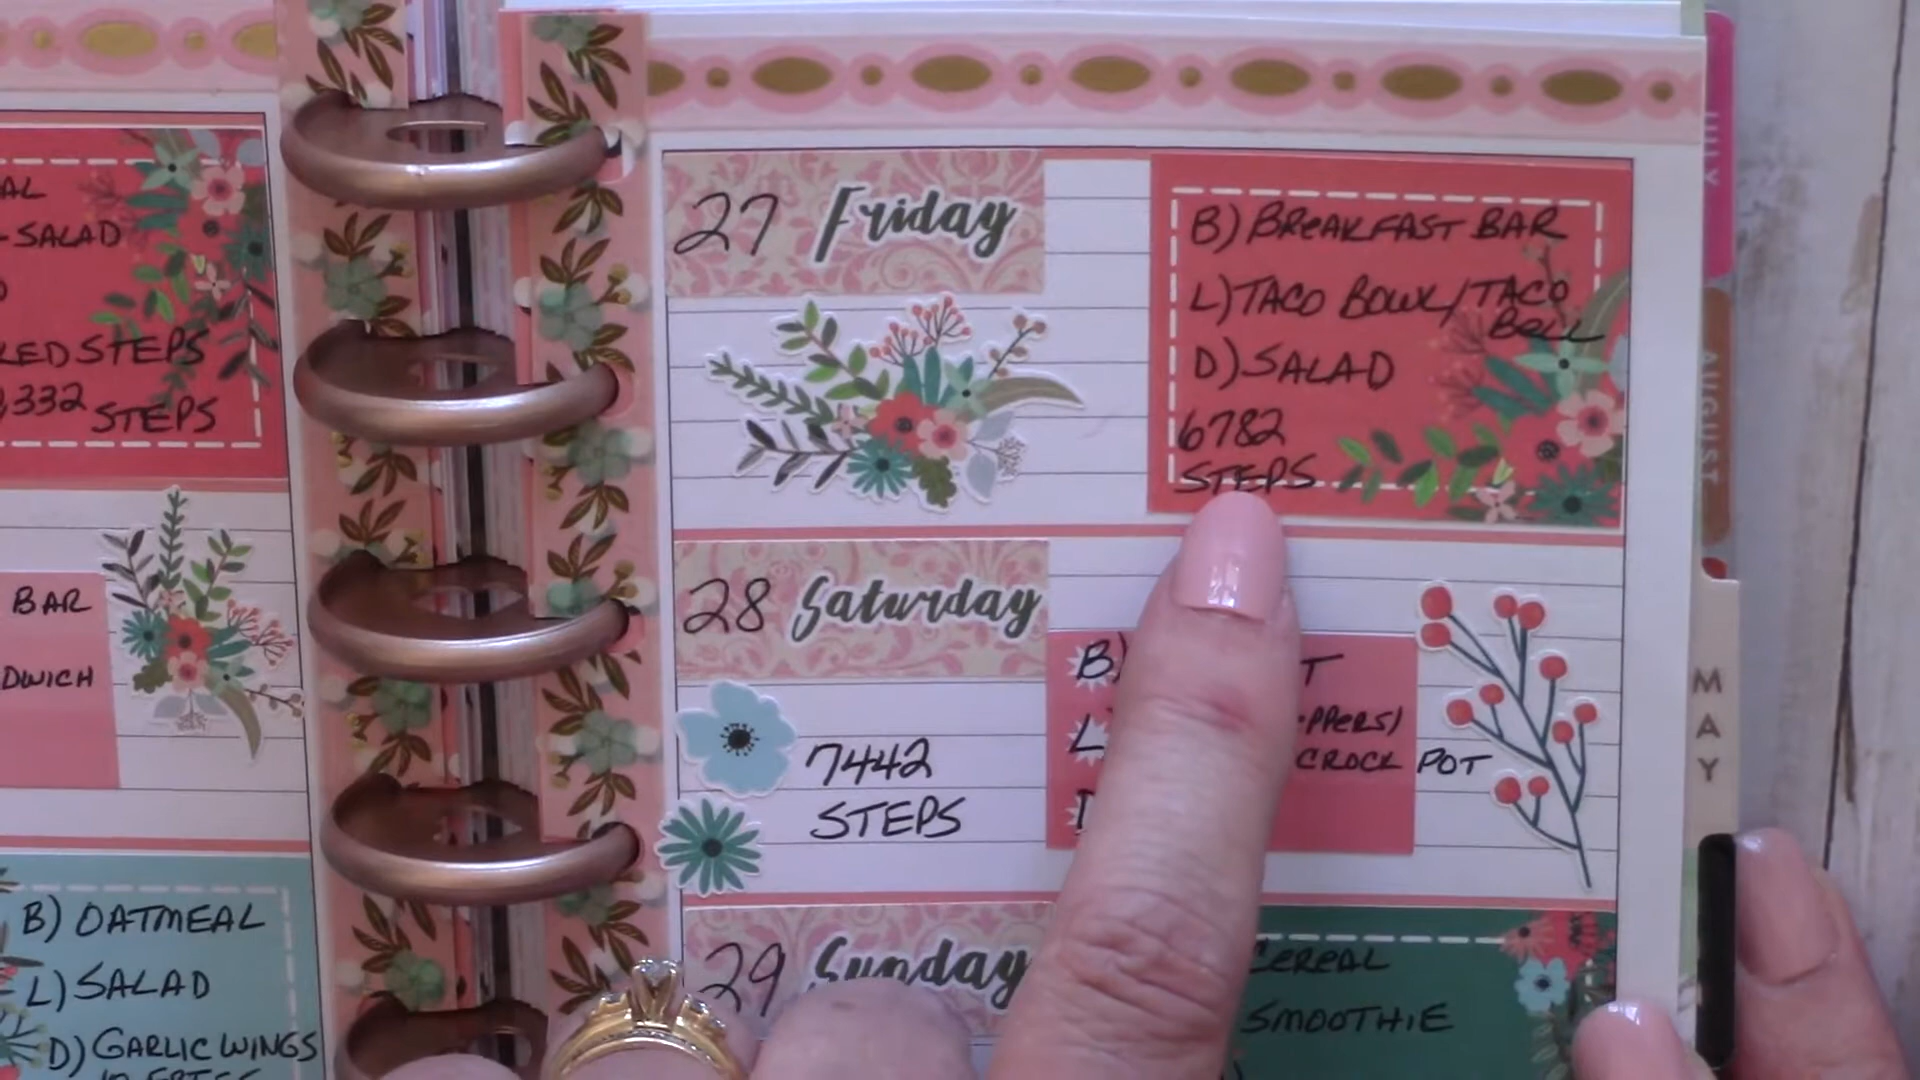 AL
-SALAD
LED STEPS
,332 STEPS
BAR
DWICH
B) OATMEAL
L) SALAD
D) GARLIC WINGS
27 Friday
B) BREAKFAST BAR
L) TACO BOWL/TACO
BELL
D) SALAD
6782
STEPS
28 Saturday
7442
STEPS
B)
T
L)
PPERS/
CROCK POT
29 Sunday
CEREAL
SMOOTHIE
JULY
AUGUST
MAY